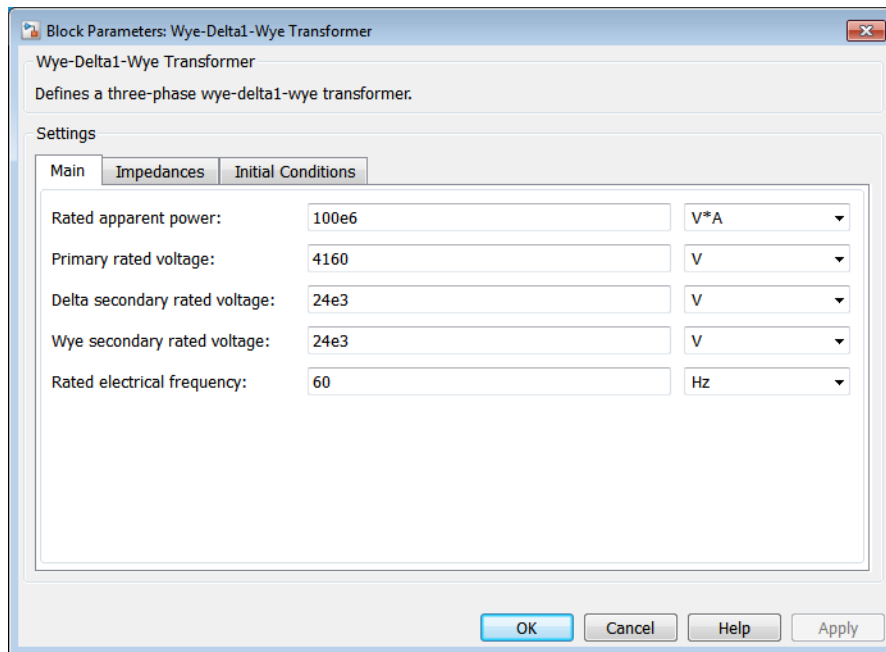 Block Parameters: Wye-Delta1-Wye Transformer
Wye-Delta1-Wye Transformer
Defines a three-phase wye-delta1-wye transformer.
Settings
Main Impedances Initial Conditions
Rated apparent power: 100e6 V*A
Primary rated voltage: 4160 V
Delta secondary rated voltage: 24e3 V
Wye secondary rated voltage: 24e3 V
Rated electrical frequency: 60 Hz
OK Cancel Help Apply